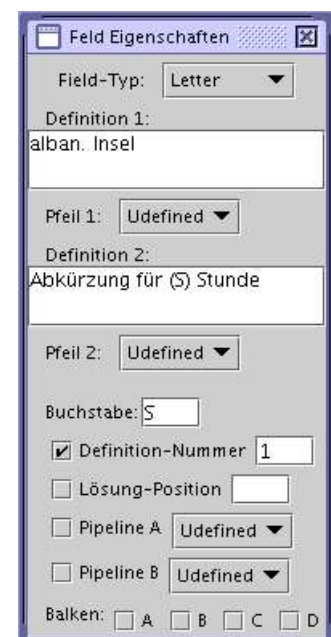 Feld Eigenschaften
Field-Typ: Letter
Definition 1:
alban. Insel
Pfeil 1: Udefined
Definition 2:
Abkürzung für (S) Stunde
Pfeil 2: Udefined
Buchstabe: S
Definition-Nummer 1
Lösung-Position
Pipeline A Udefined
Pipeline B Udefined
Balken: A B C D